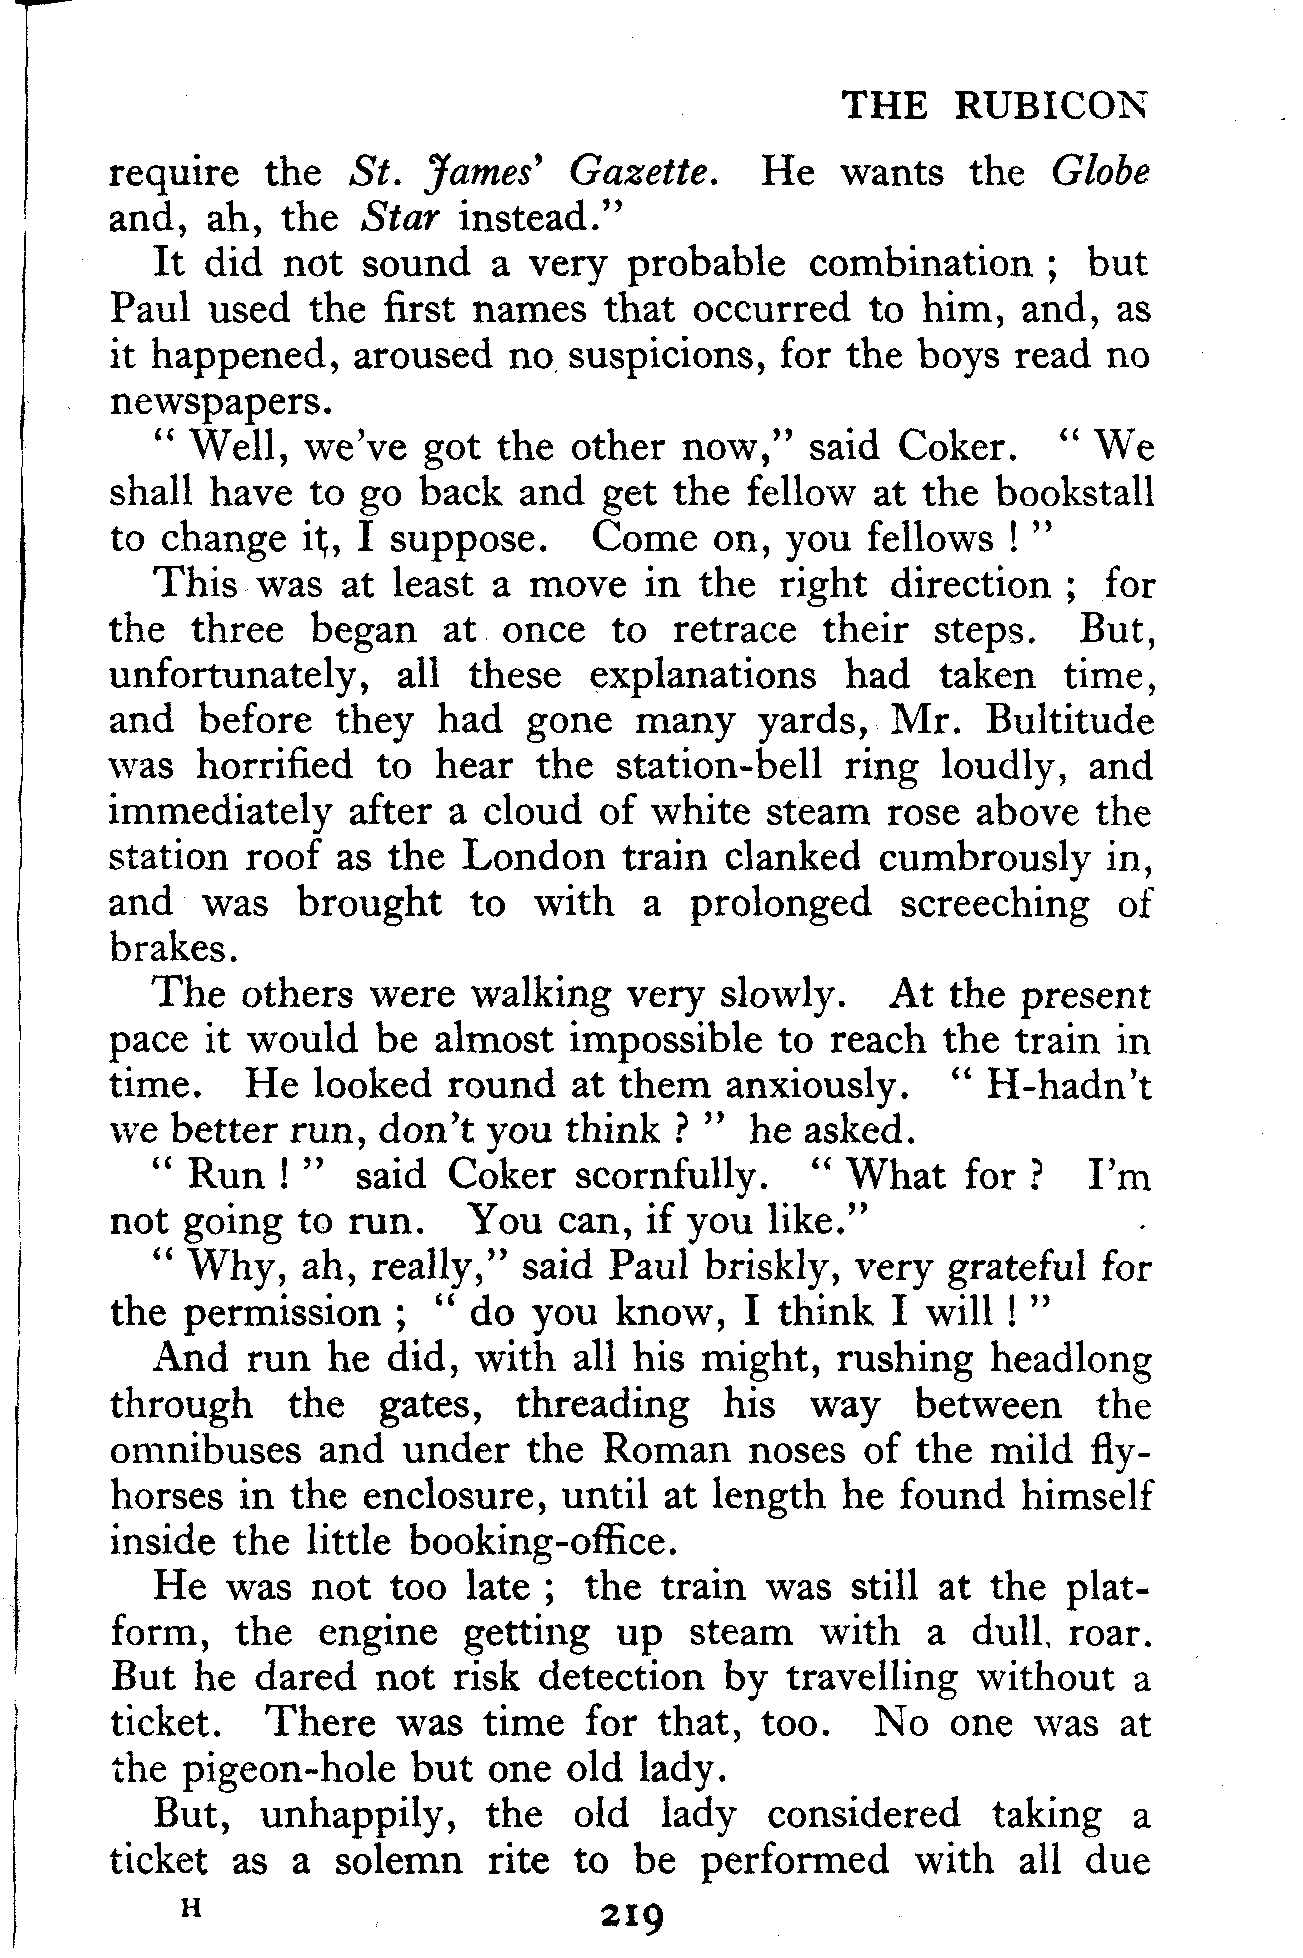 THE RUBICON
require the St. James' Gazette. He wants the Globe
and, ah, the Star instead."
It did not sound a very probable combination ; but
Paul used the first names that occurred to him, and, as
it happened, aroused no suspicions, for the boys read no
newspapers.
" Well, we've got the other now," said Coker. " We
shall have to go back and get the fellow at the bookstall
to change it, I suppose. Come on, you fellows ! "
This was at least a move in the right direction ; for
the three began at once to retrace their steps. But,
unfortunately, all these explanations had taken time,
and before they had gone many yards, Mr. Bultitude
was horrified to hear the station-bell ring loudly, and
immediately after a cloud of white steam rose above the
station roof as the London train clanked cumbrously in,
and was brought to with a prolonged screeching of
brakes.
The others were walking very slowly. At the present
pace it would be almost impossible to reach the train in
time. He looked round at them anxiously. " H-hadn't
we better run, don't you think ? " he asked.
" Run ! " said Coker scornfully. " What for ? I'm
not going to run. You can, if you like."
" Why, ah, really," said Paul briskly, very grateful for
the permission ; " do you know, I think I will ! "
And run he did, with all his might, rushing headlong
through the gates, threading his way between the
omnibuses and under the Roman noses of the mild fly-
horses in the enclosure, until at length he found himself
inside the little booking-office.
He was not too late ; the train was still at the plat-
form, the engine getting up steam with a dull roar.
But he dared not risk detection by travelling without a
ticket. There was time for that, too. No one was at
the pigeon-hole but one old lady.
But, unhappily, the old lady considered taking a
ticket as a solemn rite to be performed with all due
H 219